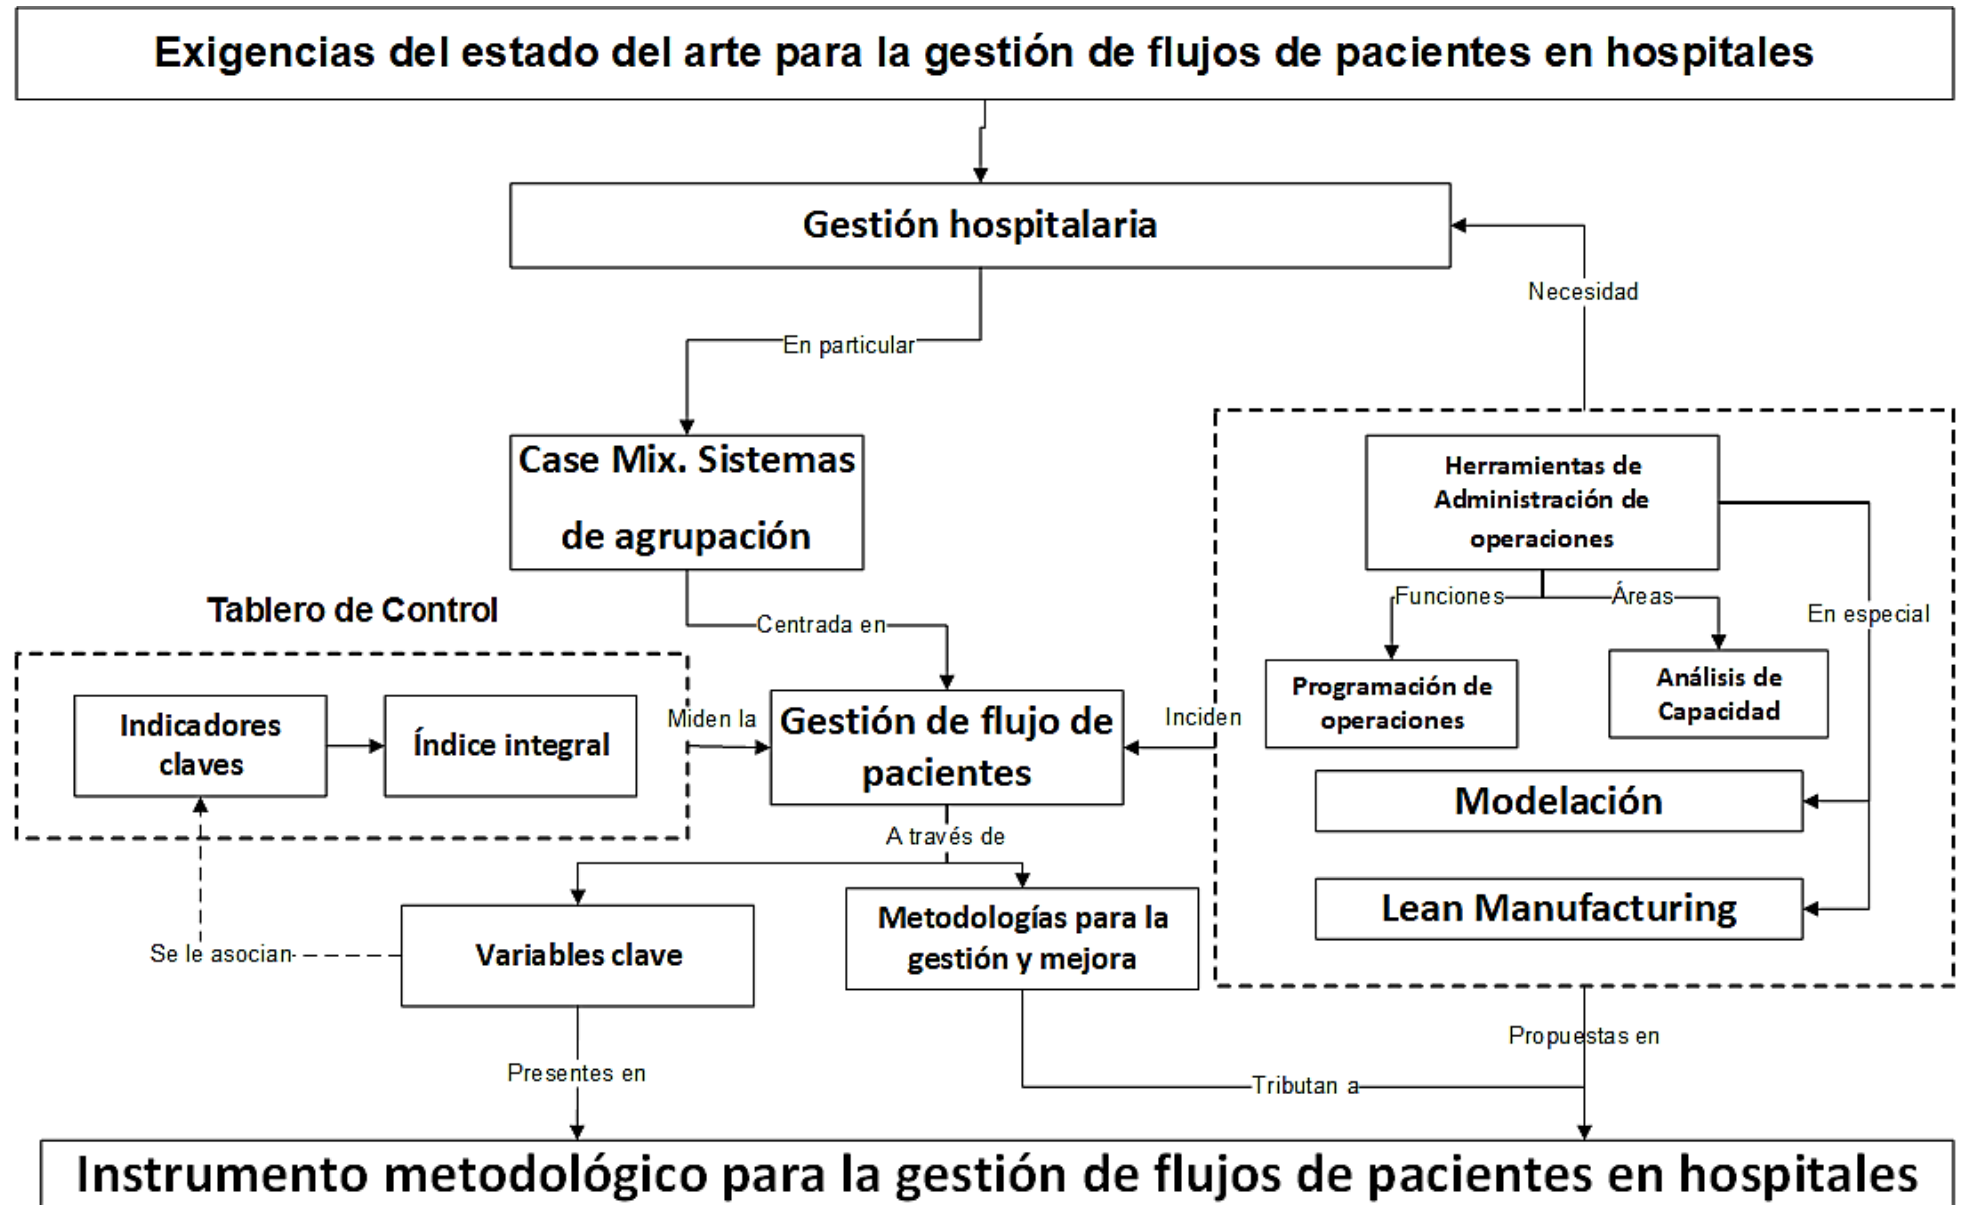 Exigencias del estado del arte para la gestión de flujos de pacientes en hospitales
Gestión hospitalaria
Necesidad
En particular
Case Mix. Sistemas
de agrupación
Herramientas de
Administración de
operaciones
Funciones
Áreas
En especial
Tablero de Control
Centrada en
Programación de
operaciones
Análisis de
Capacidad
Indicadores
claves
Índice integral
Miden la
Gestión de flujo de
pacientes
Inciden
Modelación
A través de
Lean Manufacturing
Variables clave
Metodologías para la
gestión y mejora
Se le asocian
Presentes en
Propuestas en
Tributan a
Instrumento metodológico para la gestión de flujos de pacientes en hospitales